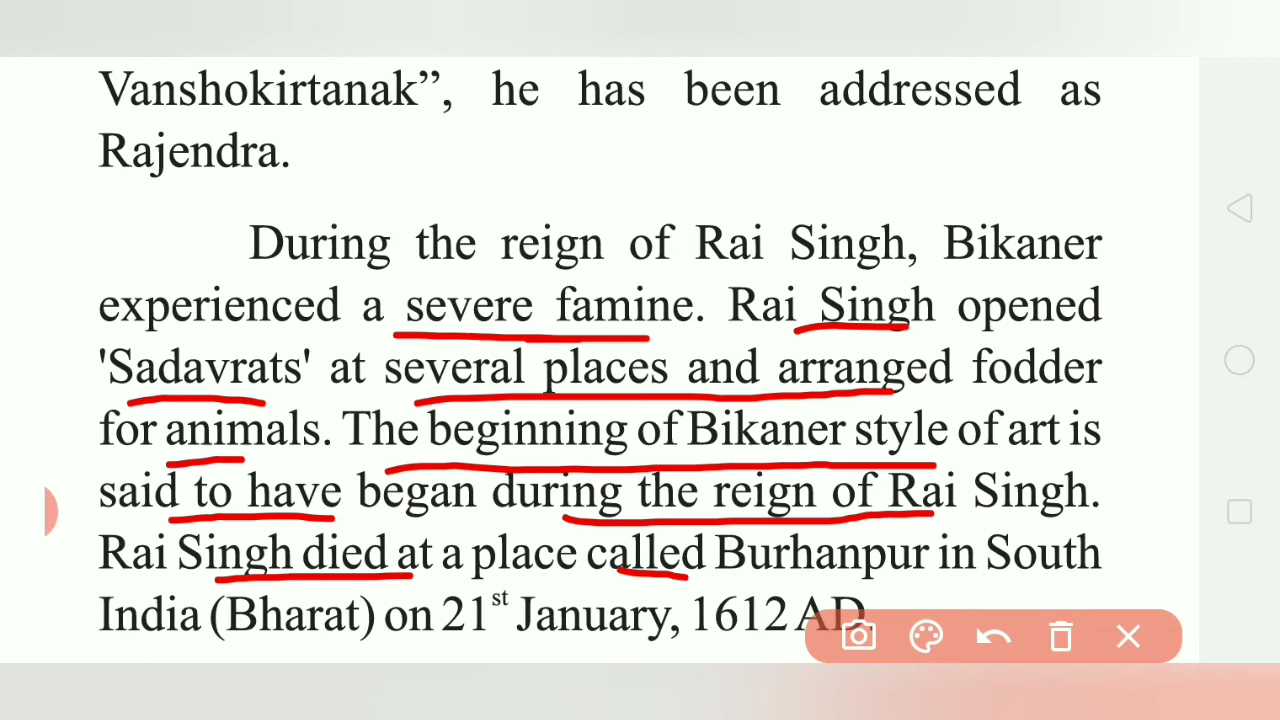 Vanshokirtanak”, he has been addressed as
Rajendra.
During the reign of Rai Singh, Bikaner
experienced a severe famine. Rai Singh opened
'Sadavrats' at several places and arranged fodder
for animals. The beginning of Bikaner style of art is
said to have began during the reign of Rai Singh.
Rai Singh died at a place called Burhanpur in South
India (Bharat) on 21st January, 1612 AD.